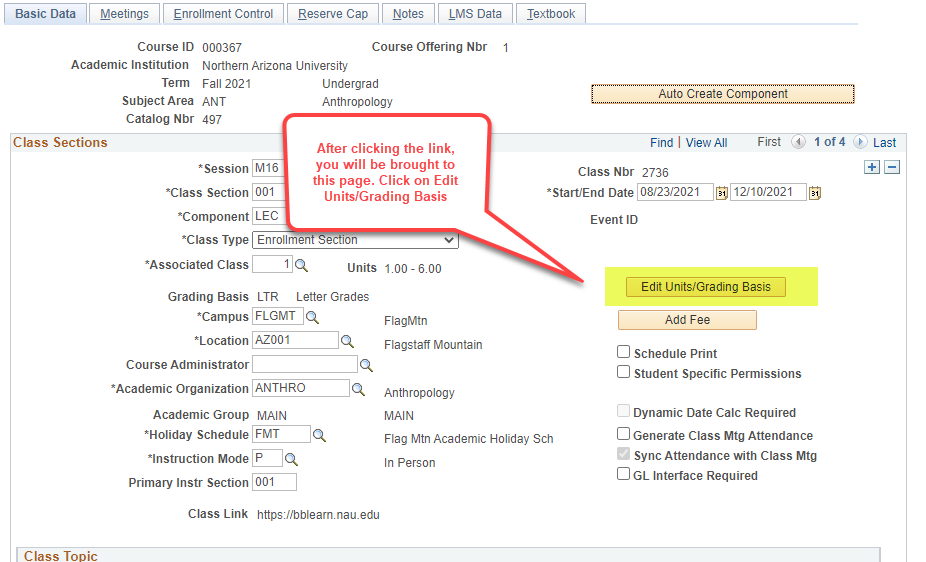 Basic Data Meetings Enrollment Control Reserve Cap Notes LMS Data Textbook
Course ID 000367 Course Offering Nbr 1
Academic Institution Northern Arizona University
Term Fall 2021 Undergrad
Subject Area ANT Anthropology
Auto Create Component
Catalog Nbr 497
Class Sections Find | View All First 1 of 4 Last
After clicking the link,
you will be brought to
this page. Click on Edit
Units/Grading Basis
*Session M16 Class Nbr 2736
*Class Section 001 *Start/End Date 08/23/2021 31 12/10/2021 31
*Component LEC Event ID
*Class Type Enrollment Section
*Associated Class 1 Units 1.00 - 6.00
Edit Units/Grading Basis
Grading Basis LTR Letter Grades
*Campus FLGMT FlagMtn
Add Fee
*Location AZ001 Flagstaff Mountain
Schedule Print
Course Administrator
Student Specific Permissions
*Academic Organization ANTHRO Anthropology
Academic Group MAIN MAIN
Dynamic Date Calc Required
*Holiday Schedule FMT Flag Mtn Academic Holiday Sch
Generate Class Mtg Attendance
*Instruction Mode P In Person
Sync Attendance with Class Mtg
Primary Instr Section 001
GL Interface Required
Class Link https://bblearn.nau.edu
Class Topic